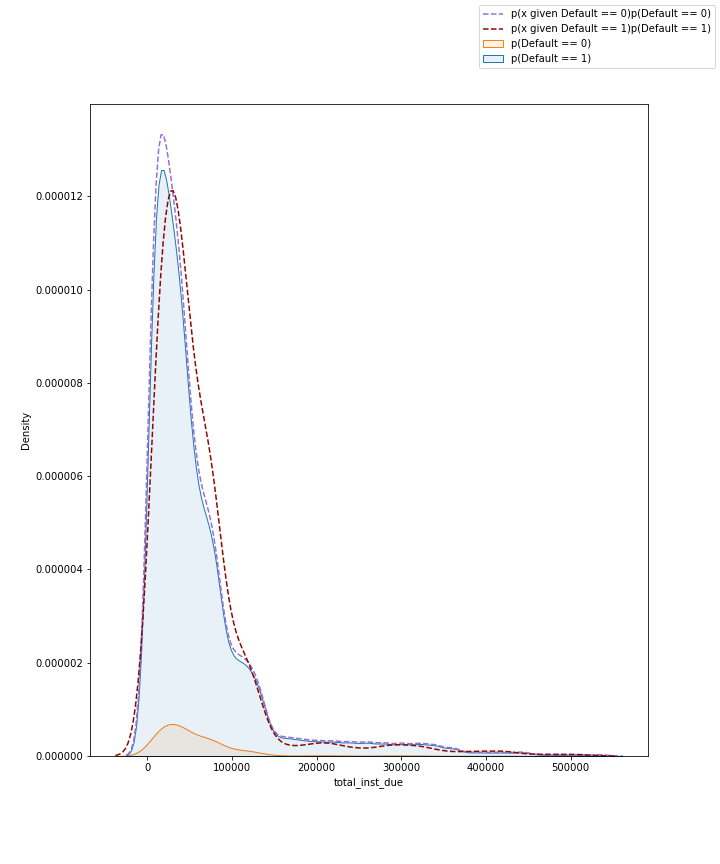 p(x given Default == 0)p(Default == 0)
p(x given Default == 1)p(Default == 1)
p(Default == 0)
p(Default == 1)
0.000012
0.000010
0.000008
0.000006
0.000004
0.000002
0.000000
Density
0 100000 200000 300000 400000 500000
total_inst_due